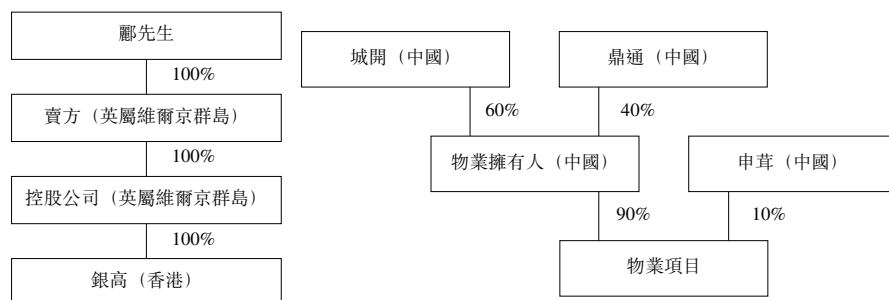 酈先生
100%
賣方（英屬維爾京群島）
100%
控股公司（英屬維爾京群島）
100%
銀高（香港）
城開（中國）
鼎通（中國）
60%
40%
物業擁有人（中國）
申茸（中國）
90%
10%
物業項目